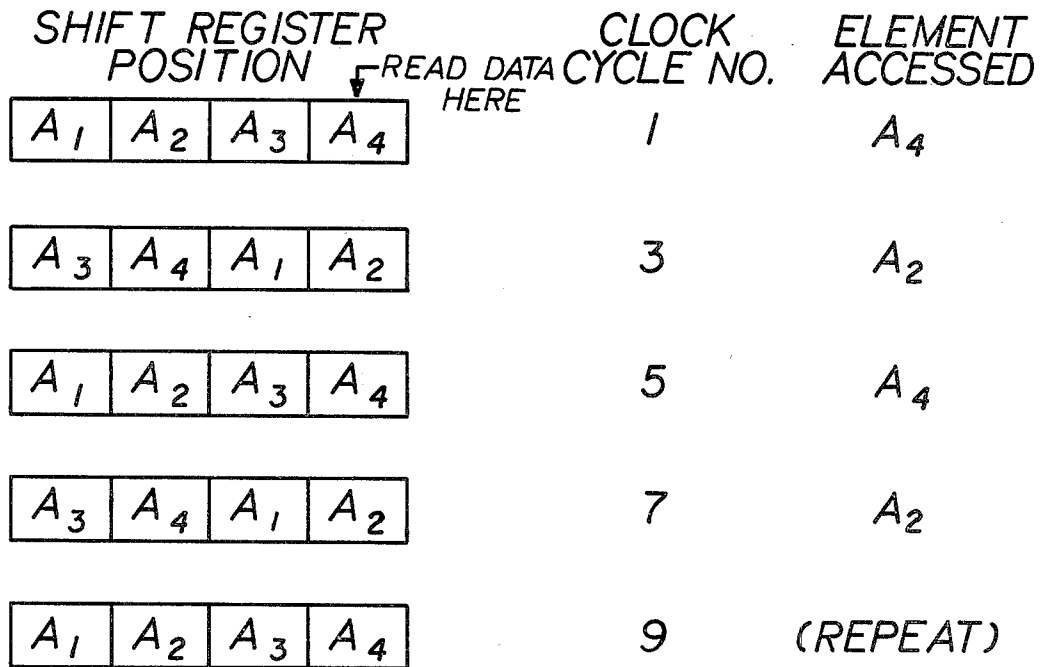 SHIFT REGISTER POSITION
READ DATA HERE
CLOCK CYCLE NO.
ELEMENT ACCESSED
A1 A2 A3 A4 1 A4
A3 A4 A1 A2 3 A2
A1 A2 A3 A4 5 A4
A3 A4 A1 A2 7 A2
A1 A2 A3 A4 9 (REPEAT)